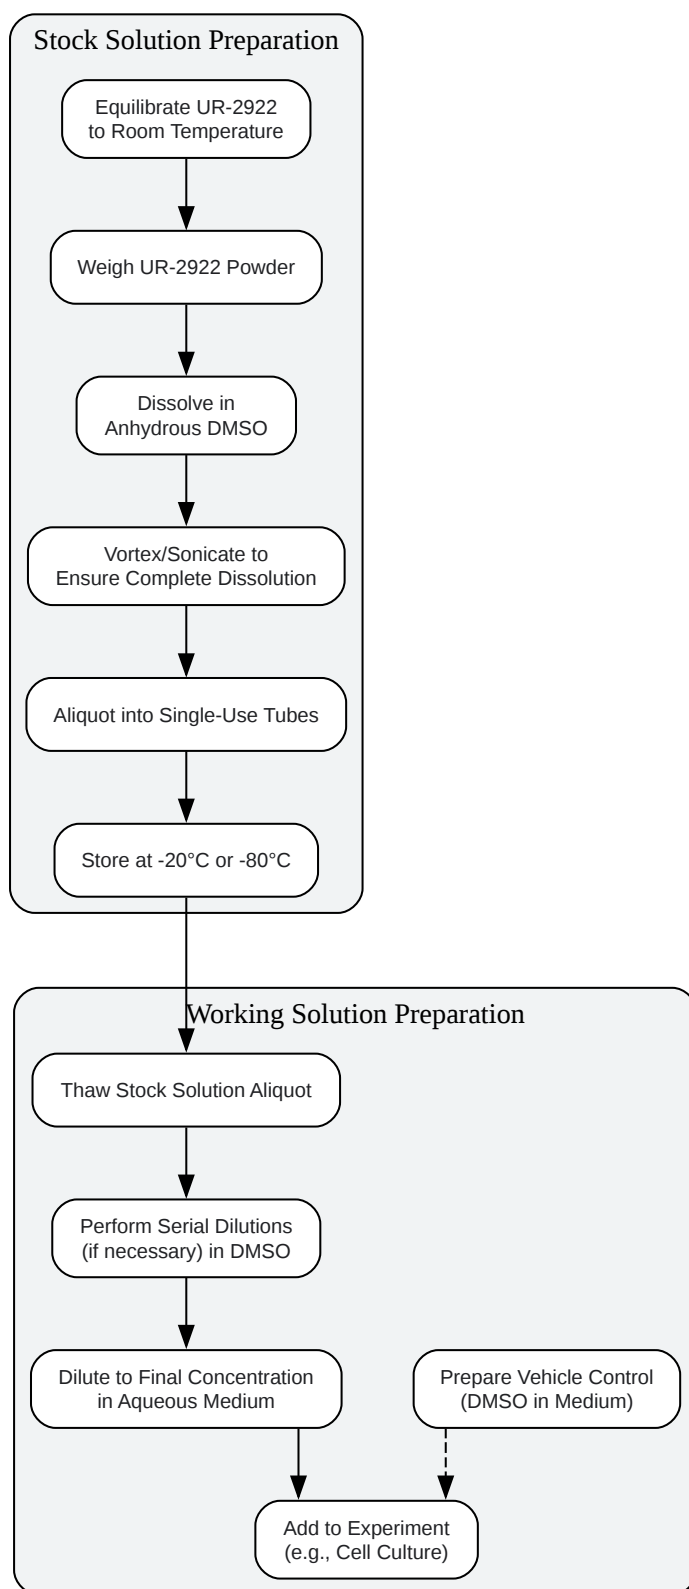 Stock Solution Preparation
Equilibrate UR-2922
to Room Temperature
Weigh UR-2922 Powder
Dissolve in
Anhydrous DMSO
Vortex/Sonicate to
Ensure Complete Dissolution
Aliquot into Single-Use Tubes
Store at -20°C or -80°C
Working Solution Preparation
Thaw Stock Solution Aliquot
Perform Serial Dilutions
(if necessary) in DMSO
Dilute to Final Concentration
in Aqueous Medium
Prepare Vehicle Control
(DMSO in Medium)
Add to Experiment
(e.g., Cell Culture)